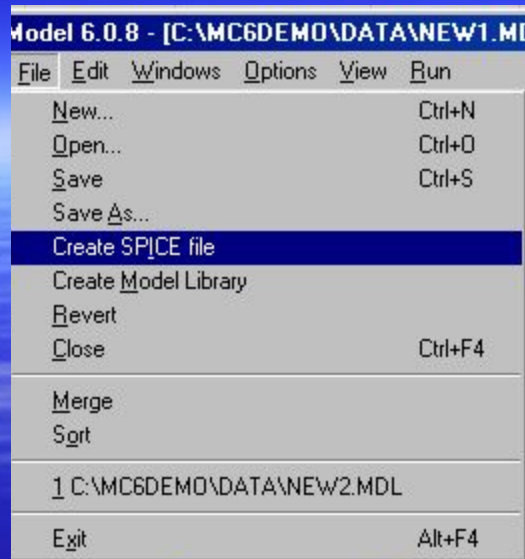 Model 6.0.8 - [C:\MC6DEMO\DATA\NEW1.MD
File Edit Windows Options View Run
New... Ctrl+N
Open... Ctrl+O
Save Ctrl+S
Save As...
Create SPICE file
Create Model Library
Revert
Close Ctrl+F4
Merge
Sort
1 C:\MC6DEMO\DATA\NEW2.MDL
Exit Alt+F4